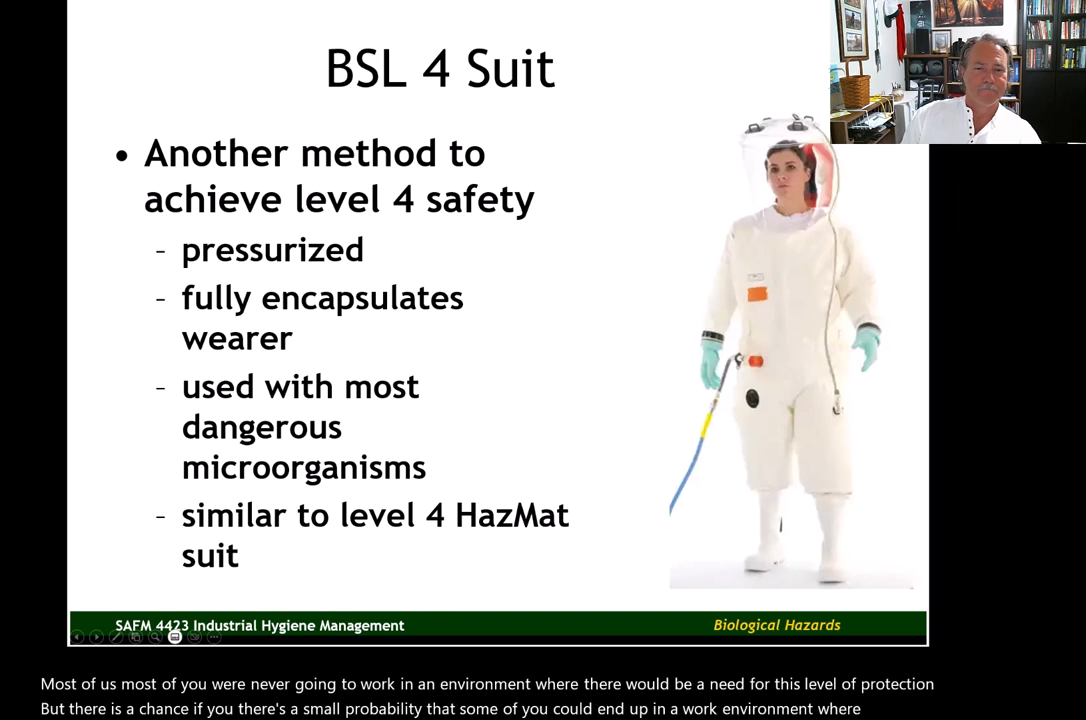 BSL 4 Suit
• Another method to
achieve level 4 safety
– pressurized
– fully encapsulates
wearer
– used with most
dangerous
microorganisms
– similar to level 4 HazMat
suit
SAFM 4423 Industrial Hygiene Management
Biological Hazards
Most of us most of you were never going to work in an environment where there would be a need for this level of protection
But there is a chance if you there's a small probability that some of you could end up in a work environment where